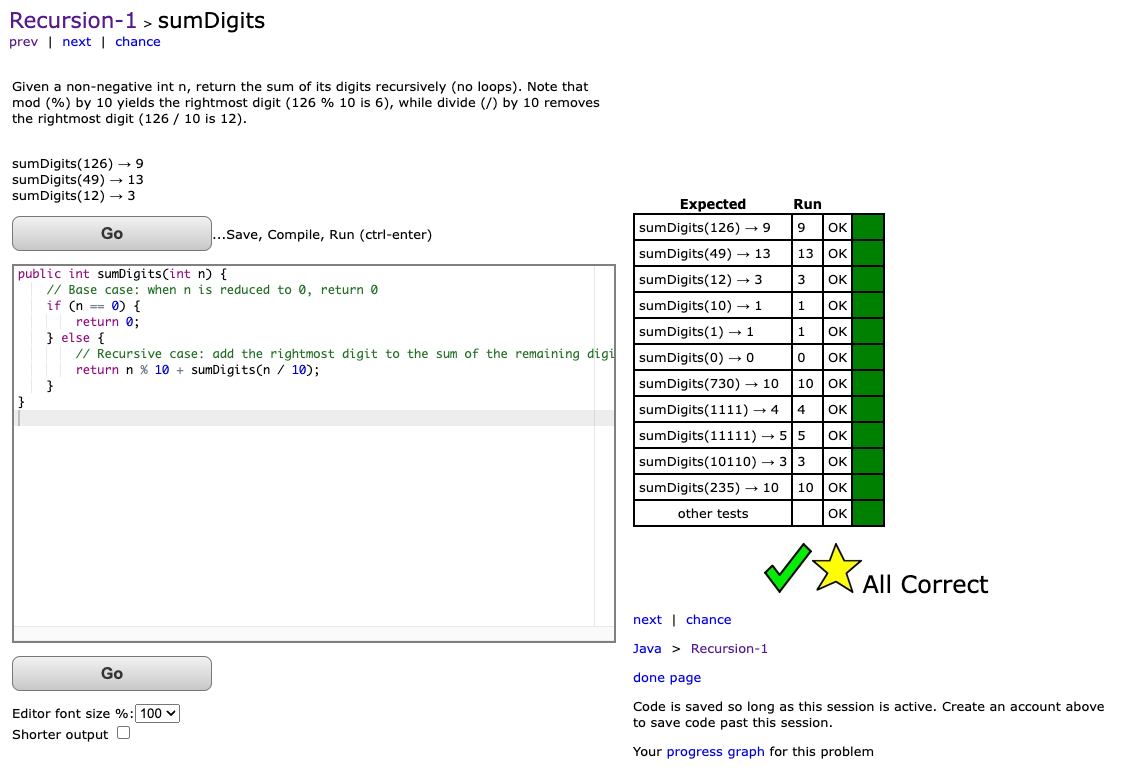 Recursion-1 > sumDigits
prev | next | chance
Given a non-negative int n, return the sum of its digits recursively (no loops). Note that
mod (%) by 10 yields the rightmost digit (126 % 10 is 6), while divide (/) by 10 removes
the rightmost digit (126 / 10 is 12).
sumDigits(126) → 9
sumDigits(49) → 13
sumDigits(12) → 3
Go ...Save, Compile, Run (ctrl-enter)
public int sumDigits(int n) {
    // Base case: when n is reduced to 0, return 0
    if (n == 0) {
        return 0;
    } else {
        // Recursive case: add the rightmost digit to the sum of the remaining digi
        return n % 10 + sumDigits(n / 10);
    }
}
Go
Editor font size %: 100
Shorter output
Expected Run
sumDigits(126) → 9 9 OK
sumDigits(49) → 13 13 OK
sumDigits(12) → 3 3 OK
sumDigits(10) → 1 1 OK
sumDigits(1) → 1 1 OK
sumDigits(0) → 0 0 OK
sumDigits(730) → 10 10 OK
sumDigits(1111) → 4 4 OK
sumDigits(11111) → 5 5 OK
sumDigits(10110) → 3 3 OK
sumDigits(235) → 10 10 OK
other tests OK
All Correct
next | chance
Java > Recursion-1
done page
Code is saved so long as this session is active. Create an account above
to save code past this session.
Your progress graph for this problem